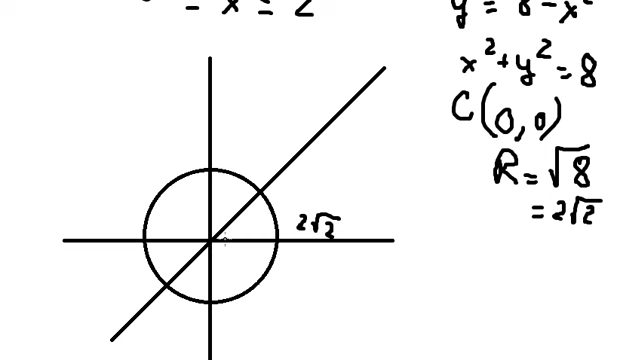 = x ≤ 2
y = 8 - x²
x² + y² = 8
C(0, 0)
R = √8
= 2√2
2√2